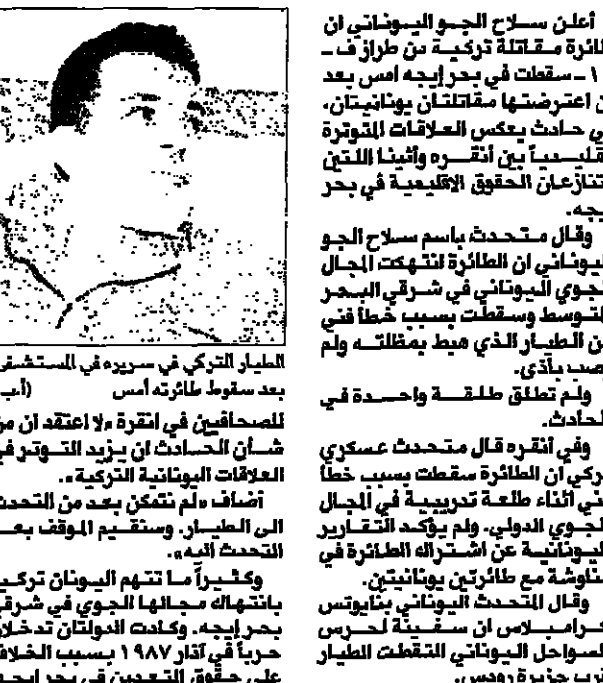 أعلن سلاح الجو اليوناني ان
طائرة مقاتلة تركية من طراز ف -
سقطت في بحر إيجه امس بعد
اعترضتها مقاتلتان يونانيتان،
حادث يعكس العلاقات المتوترة
بين أنقره وأثينا اللتين
تتنازعان الحقوق الاقليمية في بحر
إيجه.
وقال متحدث باسم سلاح الجو
اليوناني ان الطائرة انتهكت المجال
الجوي اليوناني في شرقي البحر
المتوسط وسقطت بسبب خطأ فني
من الطيار الذي هبط بمظلته ولم
يصب بأذى.
ولم تطلق طلقة واحدة في
الحادث.
وفي أنقره قال متحدث عسكري
تركي ان الطائرة سقطت بسبب خطأ
فني اثناء طلعة تدريبية في المجال
الجوي الدولي. ولم يؤكد التقارير
اليونانية عن اشتراك الطائرة في
مناوشة مع طائرتين يونانيتين.
وقال المتحدث اليوناني بنايوتس
ان سفينة لحرس
السواحل اليوناني التقطت الطيار
قرب جزيرة رودس.
الطيار التركي في سريره في المستشفى
بعد سقوط طائرته أمس (أ.ب
للصحافيين في انقرة «لا اعتقد ان من
شأن الحادث ان يزيد التوتر في
العلاقات اليونانية التركية».
أضاف «لم نتمكن بعد من التحدث
الى الطيار. وسنقيم الموقف بعد
التحدث اليه».
وكثيراً ما تتهم اليونان تركيا
بانتهاك مجالها الجوي في شرقي
بحر إيجه. وكادت الدولتان تدخلان
حرباً في آذار ١٩٨٧ بسبب الخلاف
على حقوق التعدين في بحر إيجه